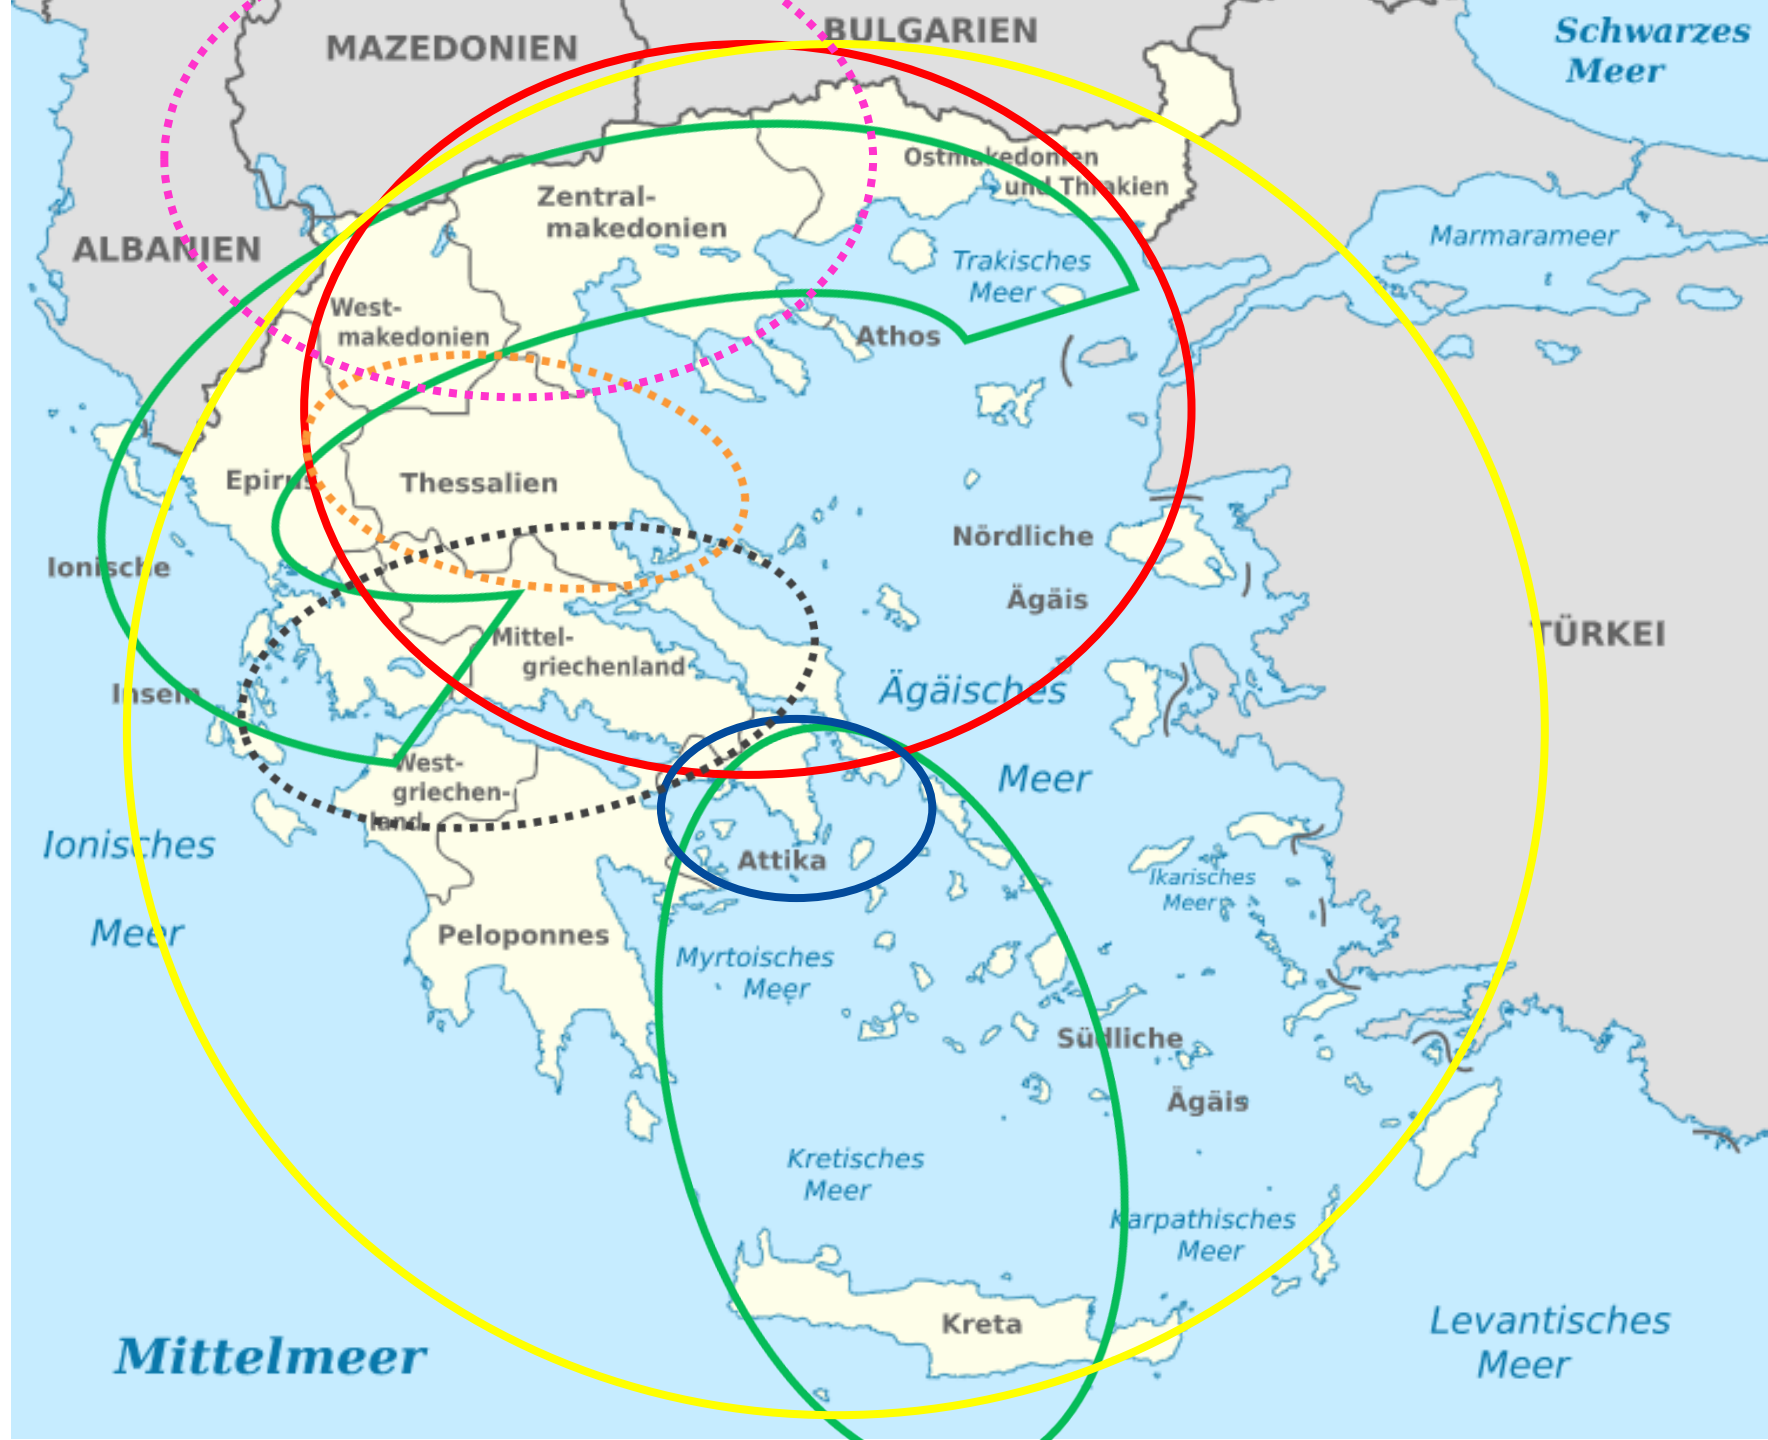 BULGARIEN
Schwarzes
Meer
MAZEDONIEN
Ostmakedonien
und Thrakien
Zentral-
makedonien
Marmarameer
ALBANIEN
Trakisches
Meer
West-
makedonien
Athos
Epirus
Thessalien
Nördliche
Ionische
Ägäis
Mittel-
griechenland
TÜRKEI
Inseln
Ägäisches
Meer
West-
griechen-
land
Ionisches
Meer
Attika
Ikarisches
Meer
Peloponnes
Myrtoisches
Meer
Südliche
Ägäis
Kretisches
Meer
Karpathisches
Meer
Kreta
Levantisches
Meer
Mittelmeer